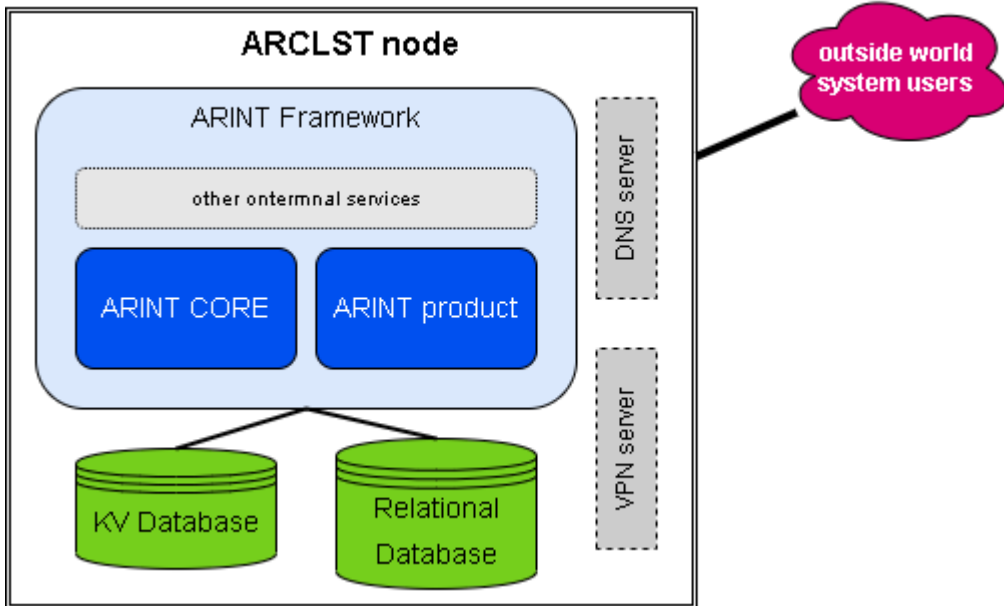 ARCLST node
outside world
system users
ARINT Framework
other ontermnal services
ARINT CORE
ARINT product
DNS server
VPN server
KV Database
Relational
Database